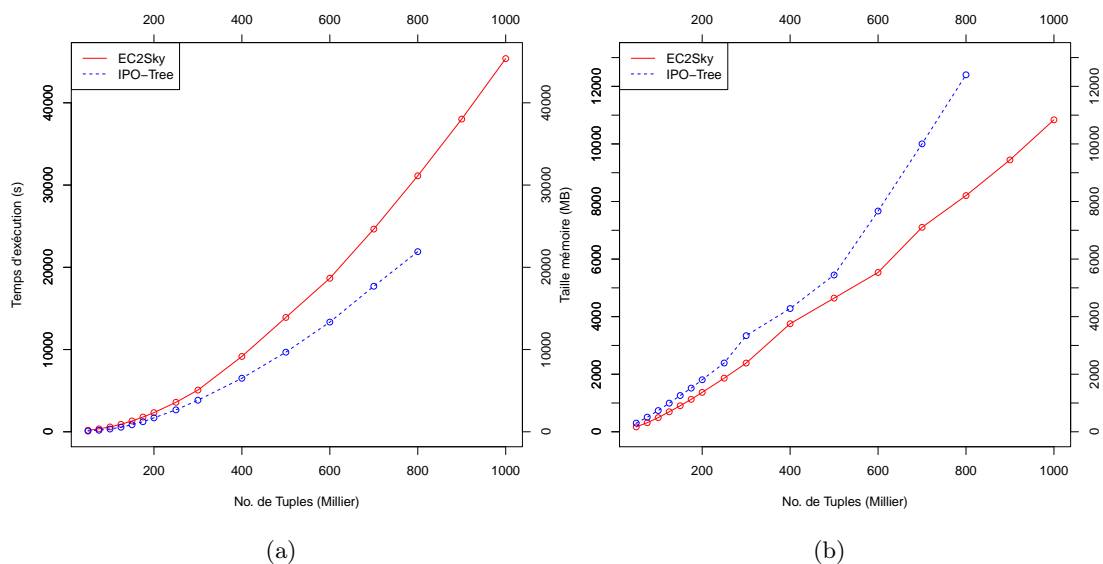 200 400 600 800 1000
EC2Sky
IPO−Tree
Temps d'exécution (s)
0 10000 20000 30000 40000
0 10000 20000 30000 40000
200 400 600 800 1000
No. de Tuples (Millier)
(a)
200 400 600 800 1000
EC2Sky
IPO−Tree
Taille mémoire (MB)
0 2000 4000 6000 8000 10000 12000
0 2000 4000 6000 8000 10000 12000
200 400 600 800 1000
No. de Tuples (Millier)
(b)